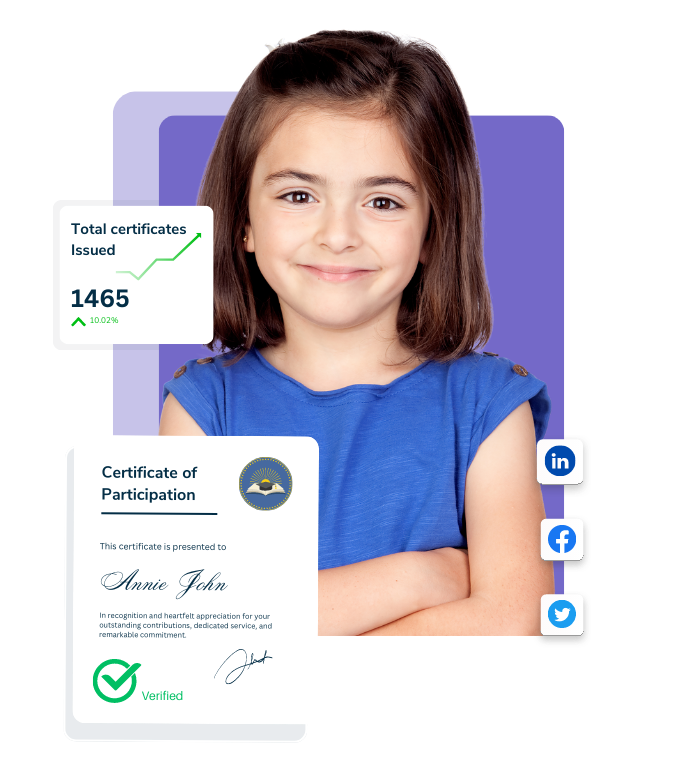 Total certificates
Issued
1465
10.02%
Certificate of
Participation
This certificate is presented to
Annie John
In recognition and heartfelt appreciation for your
outstanding contributions, dedicated service, and
remarkable commitment.
Verified
in
f